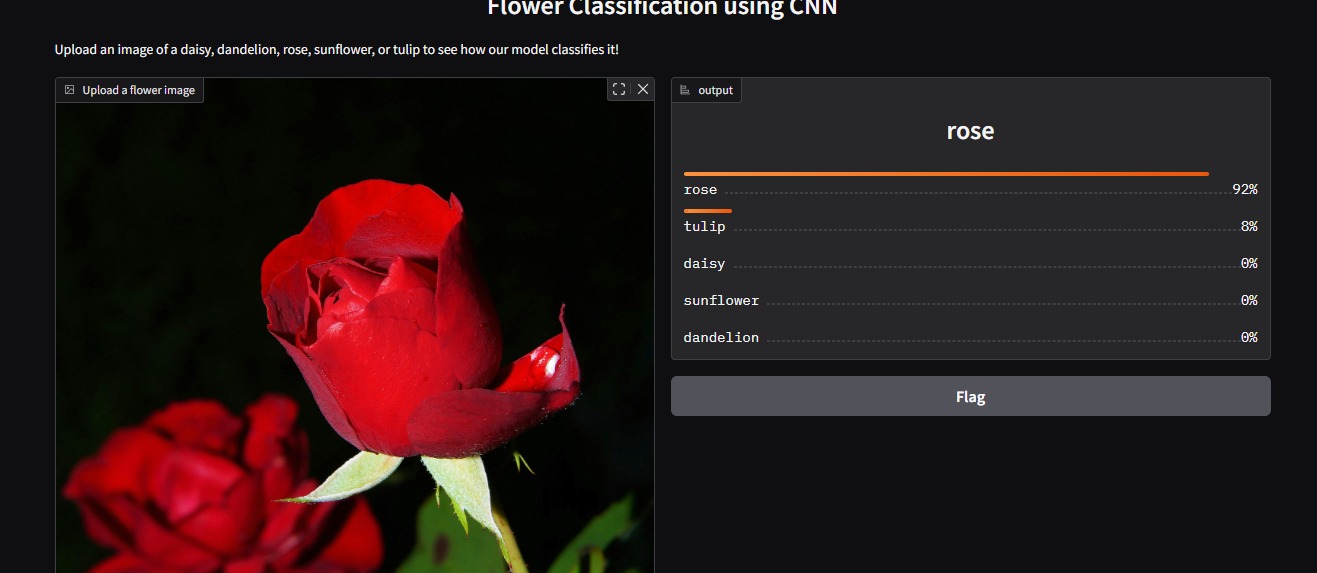 Flower Classification using CNN
Upload an image of a daisy, dandelion, rose, sunflower, or tulip to see how our model classifies it!
Upload a flower image
output
rose
rose 92%
tulip 8%
daisy 0%
sunflower 0%
dandelion 0%
Flag